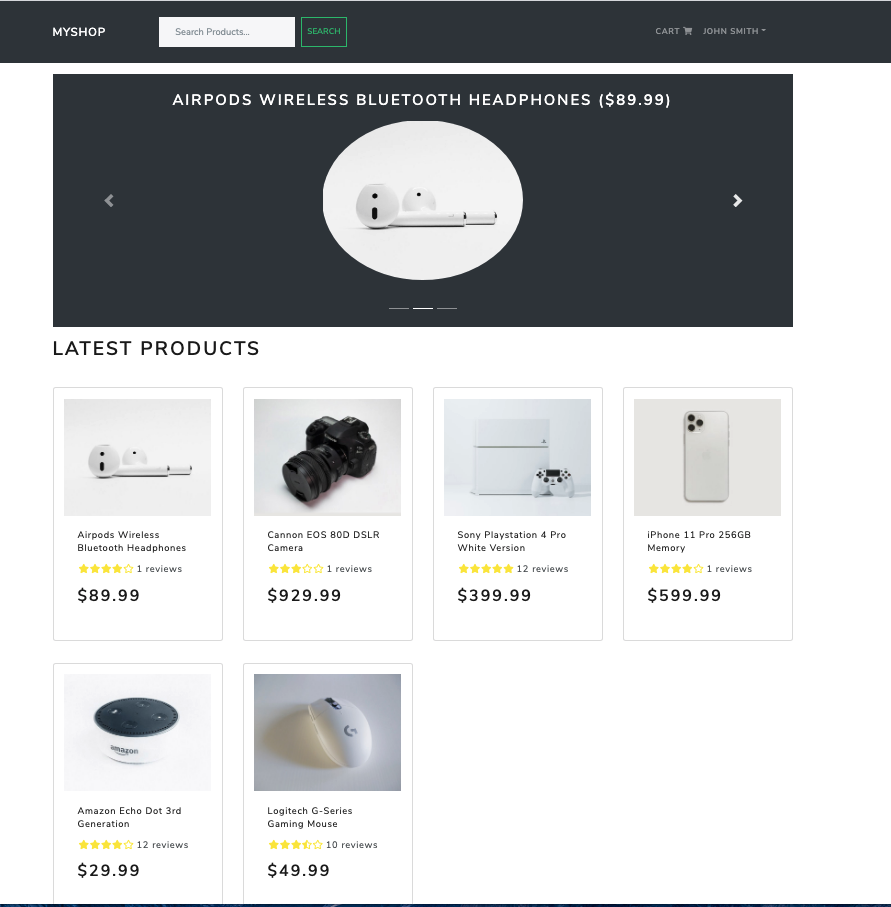 MYSHOP
Search Products...
SEARCH
CART
JOHN SMITH
AIRPODS WIRELESS BLUETOOTH HEADPHONES ($89.99)
LATEST PRODUCTS
Airpods Wireless
Bluetooth Headphones
1 reviews
$89.99
Cannon EOS 80D DSLR
Camera
1 reviews
$929.99
Sony Playstation 4 Pro
White Version
12 reviews
$399.99
iPhone 11 Pro 256GB
Memory
1 reviews
$599.99
amazon
Amazon Echo Dot 3rd
Generation
12 reviews
$29.99
Logitech G-Series
Gaming Mouse
10 reviews
$49.99